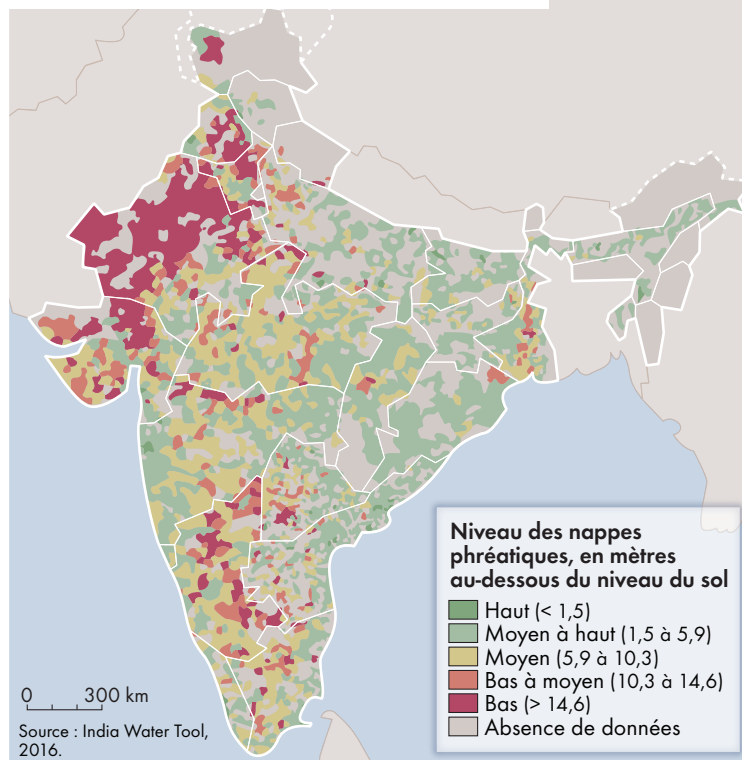 Niveau des nappes
phréatiques, en mètres
au-dessous du niveau du sol
Haut (< 1,5)
Moyen à haut (1,5 à 5,9)
Moyen (5,9 à 10,3)
Bas à moyen (10,3 à 14,6)
Bas (> 14,6)
Absence de données
0 300 km
Source : India Water Tool,
2016.